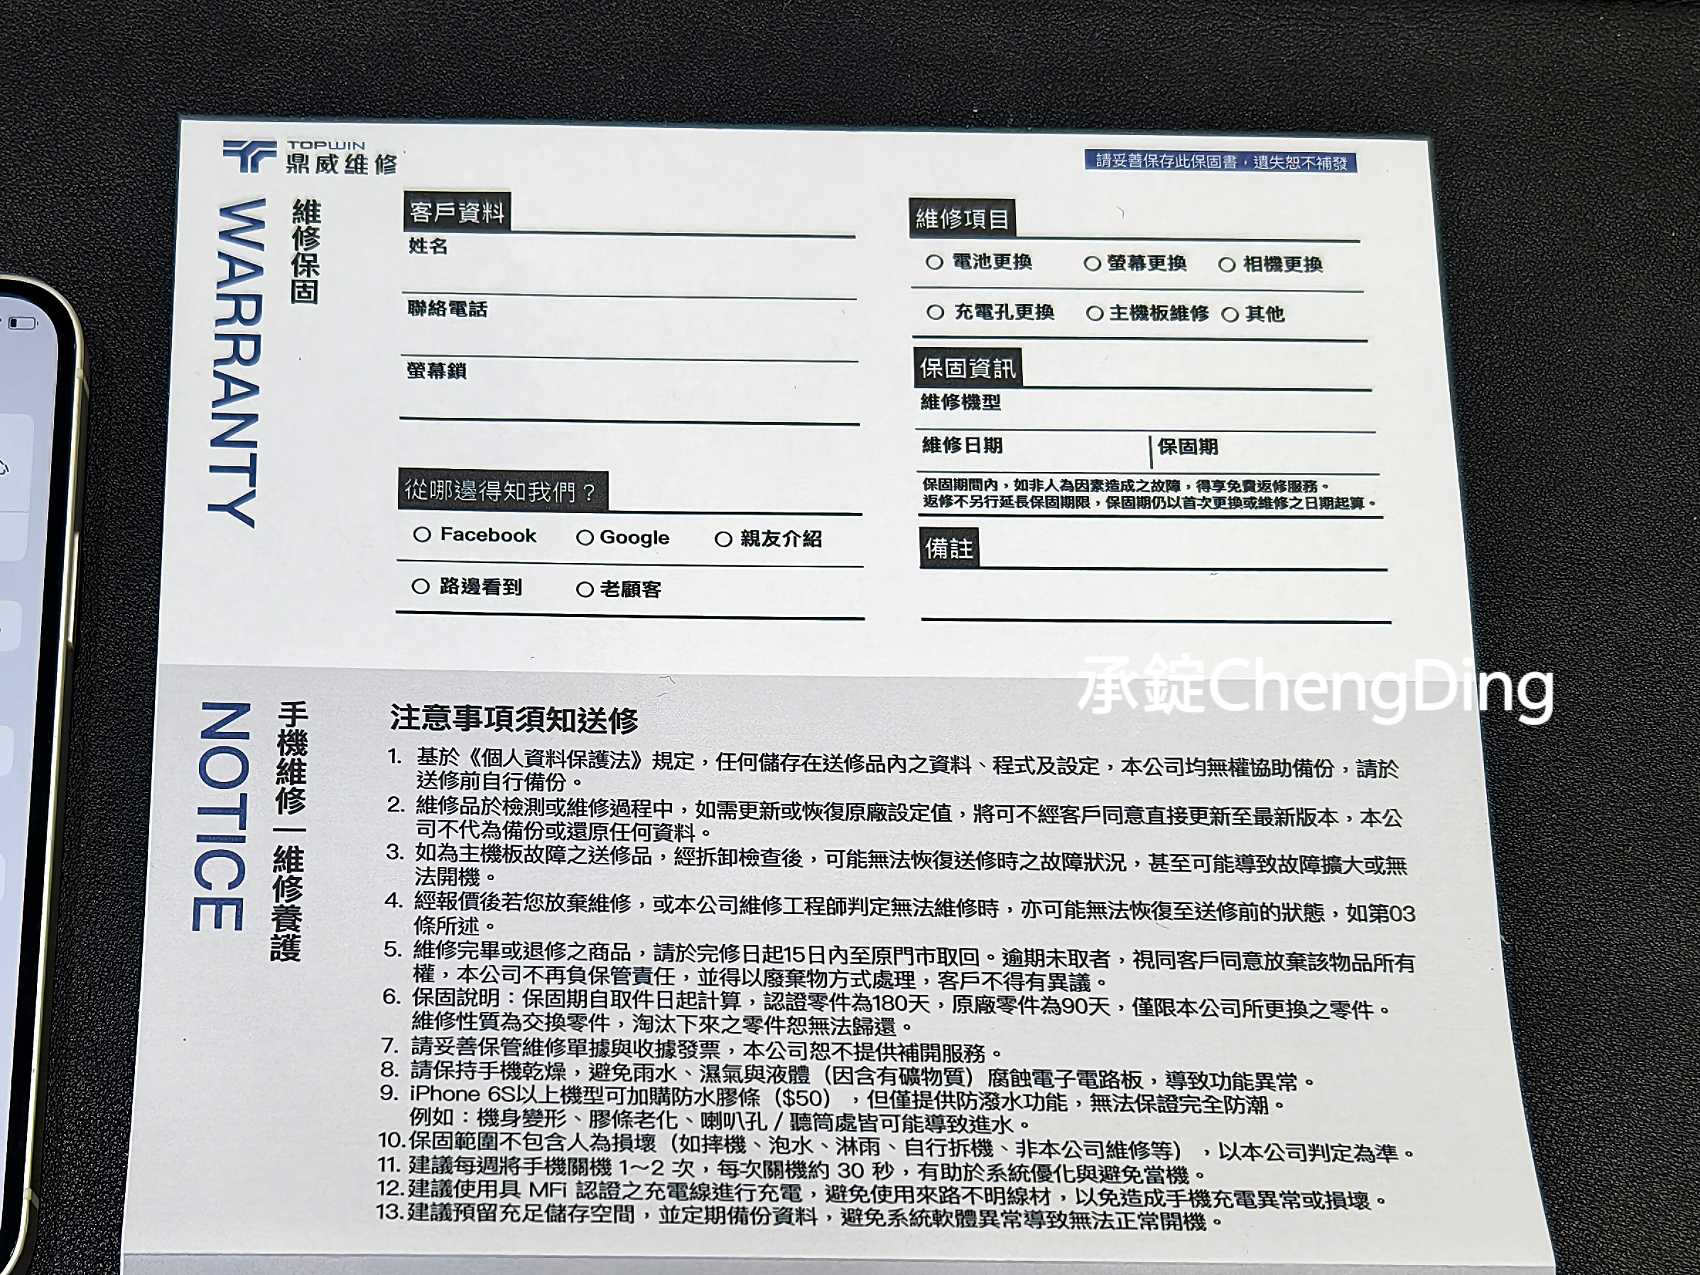 TOPWIN
鼎威维修
請妥善保存此保固書，遺失恕不補發
WARRANTY
維修保固
客戶資料
姓名
聯絡電話
螢幕鎖
從哪邊得知我們？
Facebook Google 親友介紹
路邊看到 老顧客
維修項目
電池更換 螢幕更換 相機更換
充電孔更換 主機板維修 其他
保固資訊
維修機型
維修日期 保固期
保固期間內，如非人為因素造成之故障，得享免費返修服務。
返修不另行延長保固期限，保固期仍以首次更換或維修之日期起算。
備註
承錠ChengDing
NOTICE
手機維修—維修養護
注意事項須知送修
1. 基於《個人資料保護法》規定，任何儲存在送修品內之資料、程式及設定，本公司均無權協助備份，請於
送修前自行備份。
2. 維修品於檢測或維修過程中，如需更新或恢復原廠設定值，將可不經客戶同意直接更新至最新版本，本公
司不代為備份或還原任何資料。
3. 如為主機板故障之送修品，經拆卸檢查後，可能無法恢復送修時之故障狀況，甚至可能導致故障擴大或無
法開機。
4. 經報價後若您放棄維修，或本公司維修工程師判定無法維修時，亦可能無法恢復至送修前的狀態，如第03
條所述。
5. 維修完畢或退修之商品，請於完修日起15日內至原門市取回。逾期未取者，視同客戶同意放棄該物品所有
權，本公司不再負保管責任，並得以廢棄物方式處理，客戶不得有異議。
6. 保固說明：保固期自取件日起計算，認證零件為180天，原廠零件為90天，僅限本公司所更換之零件。
維修性質為交換零件，淘汰下來之零件恕無法歸還。
7. 請妥善保管維修單據與收據發票，本公司恕不提供補開服務。
8. 請保持手機乾燥，避免雨水、濕氣與液體（因含有礦物質）腐蝕電子電路板，導致功能異常。
9. iPhone 6S以上機型可加購防水膠條（$50），但僅提供防潑水功能，無法保證完全防潮。
例如：機身變形、膠條老化、喇叭孔 / 聽筒處皆可能導致進水。
10.保固範圍不包含人為損壞（如摔機、泡水、淋雨、自行拆機、非本公司維修等），以本公司判定為準。
11. 建議每週將手機關機 1～2 次，每次關機約 30 秒，有助於系統優化與避免當機。
12.建議使用具 MFi 認證之充電線進行充電，避免使用來路不明線材，以免造成手機充電異常或損壞。
13.建議預留充足儲存空間，並定期備份資料，避免系統軟體異常導致無法正常開機。